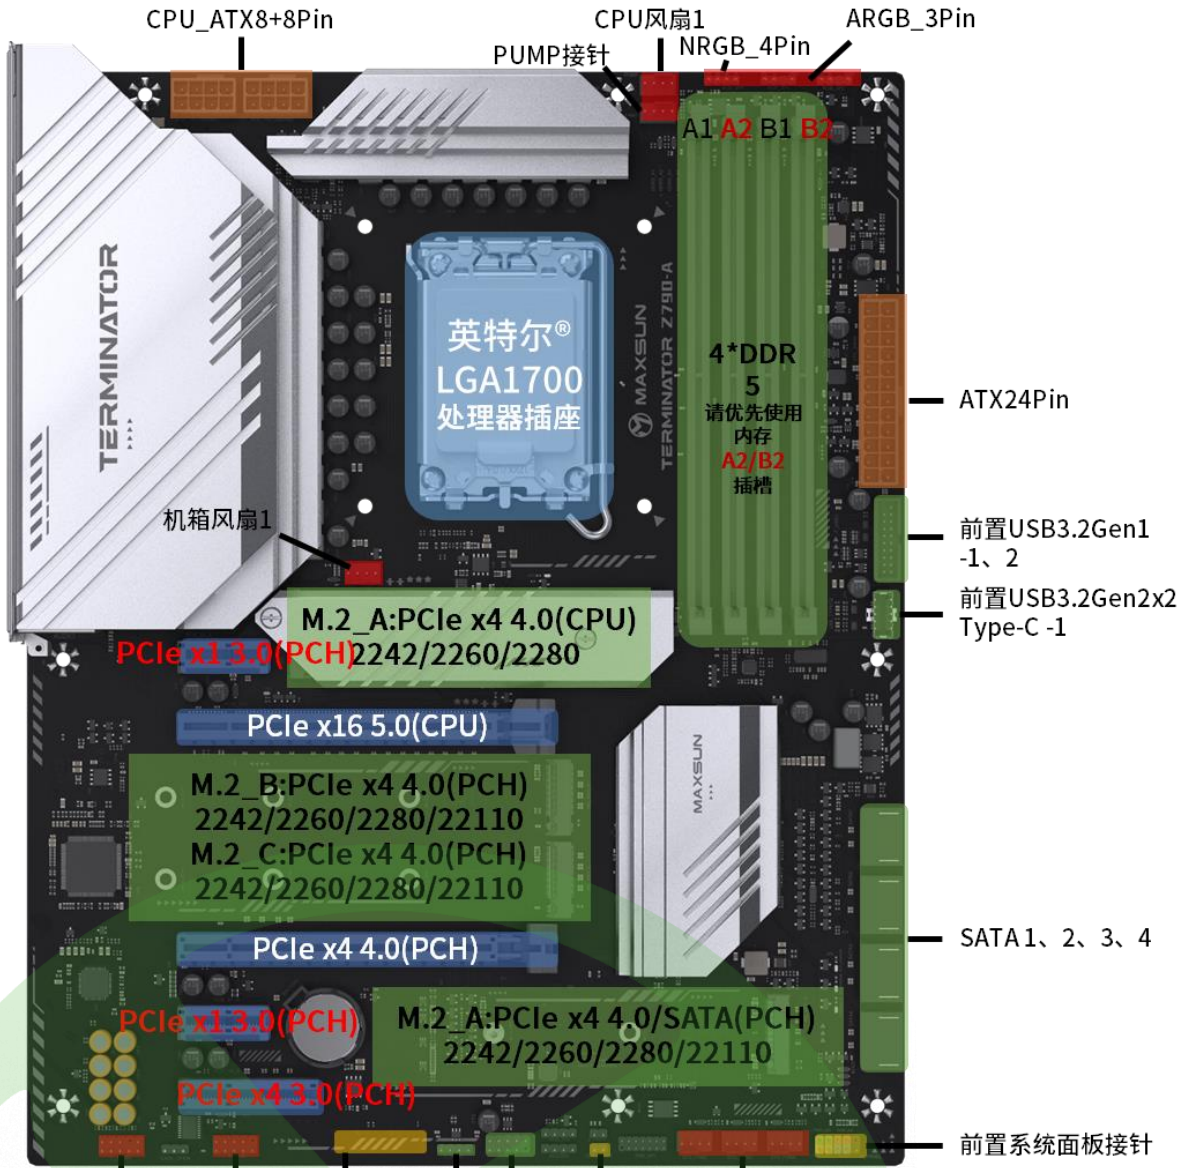 CPU_ATX8+8Pin
CPU风扇1
ARGB_3Pin
NRGB_4Pin
PUMP接针
A1 A2 B1 B2
TERMINATOR
英特尔®
LGA1700
处理器插座
MAXSUN
TERMINATOR Z790-A
4*DDR
5
请优先使用
内存
A2/B2
插槽
ATX24Pin
机箱风扇1
前置USB3.2Gen1
-1、2
前置USB3.2Gen2x2
Type-C -1
M.2_A:PCIe x4 4.0(CPU)
2242/2260/2280
PCIe x1 3.0(PCH)
PCIe x16 5.0(CPU)
MAXSUN
M.2_B:PCIe x4 4.0(PCH)
2242/2260/2280/22110
M.2_C:PCIe x4 4.0(PCH)
2242/2260/2280/22110
PCIe x4 4.0(PCH)
SATA 1、2、3、4
PCIe x1 3.0(PCH)
M.2_A:PCIe x4 4.0/SATA(PCH)
2242/2260/2280/22110
PCIe x4 3.0(PCH)
前置系统面板接针